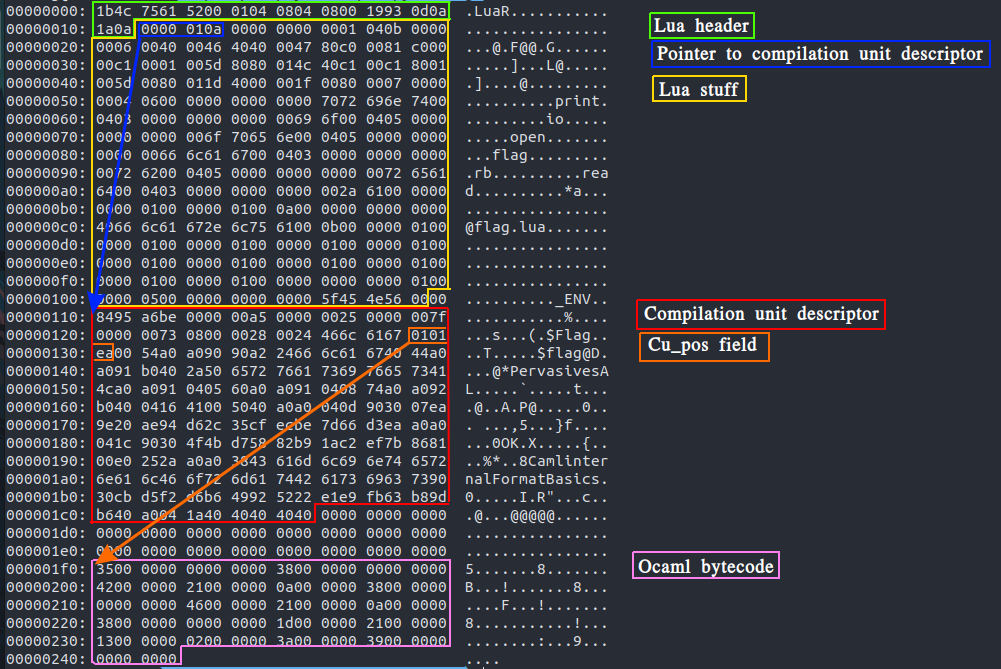 00000000: 1b4c 7561 5200 0104 0804 0800 1993 0d0a .LuaR...........
00000010: 1a0a 0000 010a 0000 0000 0001 040b 0000 ................
00000020: 0006 0040 0046 4040 0047 80c0 0081 c000 ...@.F@@.G......
00000030: 00c1 0001 005d 8080 014c 40c1 00c1 8001 .....]...L@.....
00000040: 005d 0080 011d 4000 001f 0080 0007 0000 .]....@.........
00000050: 0004 0600 0000 0000 0000 7072 696e 7400 ..........print.
00000060: 0403 0000 0000 0000 0069 6f00 0405 0000 .........io.....
00000070: 0000 0000 006f 7065 6e00 0405 0000 0000 .....open.......
00000080: 0000 0066 6c61 6700 0403 0000 0000 0000 ...flag.........
00000090: 0072 6200 0405 0000 0000 0000 0072 6561 .rb..........rea
000000a0: 6400 0403 0000 0000 0000 002a 6100 0000 d..........*a...
000000b0: 0000 0100 0000 0100 0a00 0000 0000 0000 ................
000000c0: 4066 6c61 672e 6c75 6100 0b00 0000 0100 @flag.lua.......
000000d0: 0000 0100 0000 0100 0000 0100 0000 0100 ................
000000e0: 0000 0100 0000 0100 0000 0100 0000 0100 ................
000000f0: 0000 0100 0000 0100 0000 0000 0000 0100 ................
00000100: 0000 0500 0000 0000 0000 5f45 4e56 0000 .........._ENV..
00000110: 8495 a6be 0000 00a5 0000 0025 0000 007f ...........%....
00000120: 0000 0073 0800 0028 0024 466c 6167 0101 ...s...(.$Flag..
00000130: ea00 54a0 a090 90a2 2466 6c61 6740 44a0 ..T.....$flag@D.
00000140: a091 b040 2a50 6572 7661 7369 7665 7341 ...@*PervasivesA
00000150: 4ca0 a091 0405 60a0 a091 0408 74a0 a092 L.....`.....t...
00000160: b040 0416 4100 5040 a0a0 040d 9030 07ea .@..A.P@.....0..
00000170: 9e20 ae94 d62c 35cf ecbe 7d66 d3ea a0a0 . ...,5...}f....
00000180: 041c 9030 4f4b d758 82b9 1ac2 ef7b 8681 ...0OK.X.....{..
00000190: 00e0 252a a0a0 3843 616d 6c69 6e74 6572 ..%*..8Camlinter
000001a0: 6e61 6c46 6f72 6d61 7442 6173 6963 7390 nalFormatBasics.
000001b0: 30cb d5f2 d6b6 4992 5222 e1e9 fb63 b89d 0.....I.R"...c..
000001c0: b640 a004 1a40 4040 4040 0000 0000 0000 .@...@@@@@......
000001d0: 0000 0000 0000 0000 0000 0000 0000 0000 ................
000001e0: 0000 0000 0000 0000 0000 0000 0000 0000 ................
000001f0: 3500 0000 0000 0000 3800 0000 0000 0000 5.......8.......
00000200: 4200 0000 2100 0000 0a00 0000 3800 0000 B...!.......8...
00000210: 0000 0000 4600 0000 2100 0000 0a00 0000 ....F...!.......
00000220: 3800 0000 0000 0000 1d00 0000 2100 0000 8...........!...
00000230: 1300 0000 0200 0000 3a00 0000 3900 0000 ........:...9...
00000240: 0000 0000 ....
Lua header
Pointer to compilation unit descriptor
Lua stuff
Compilation unit descriptor
Cu_pos field
Ocaml bytecode